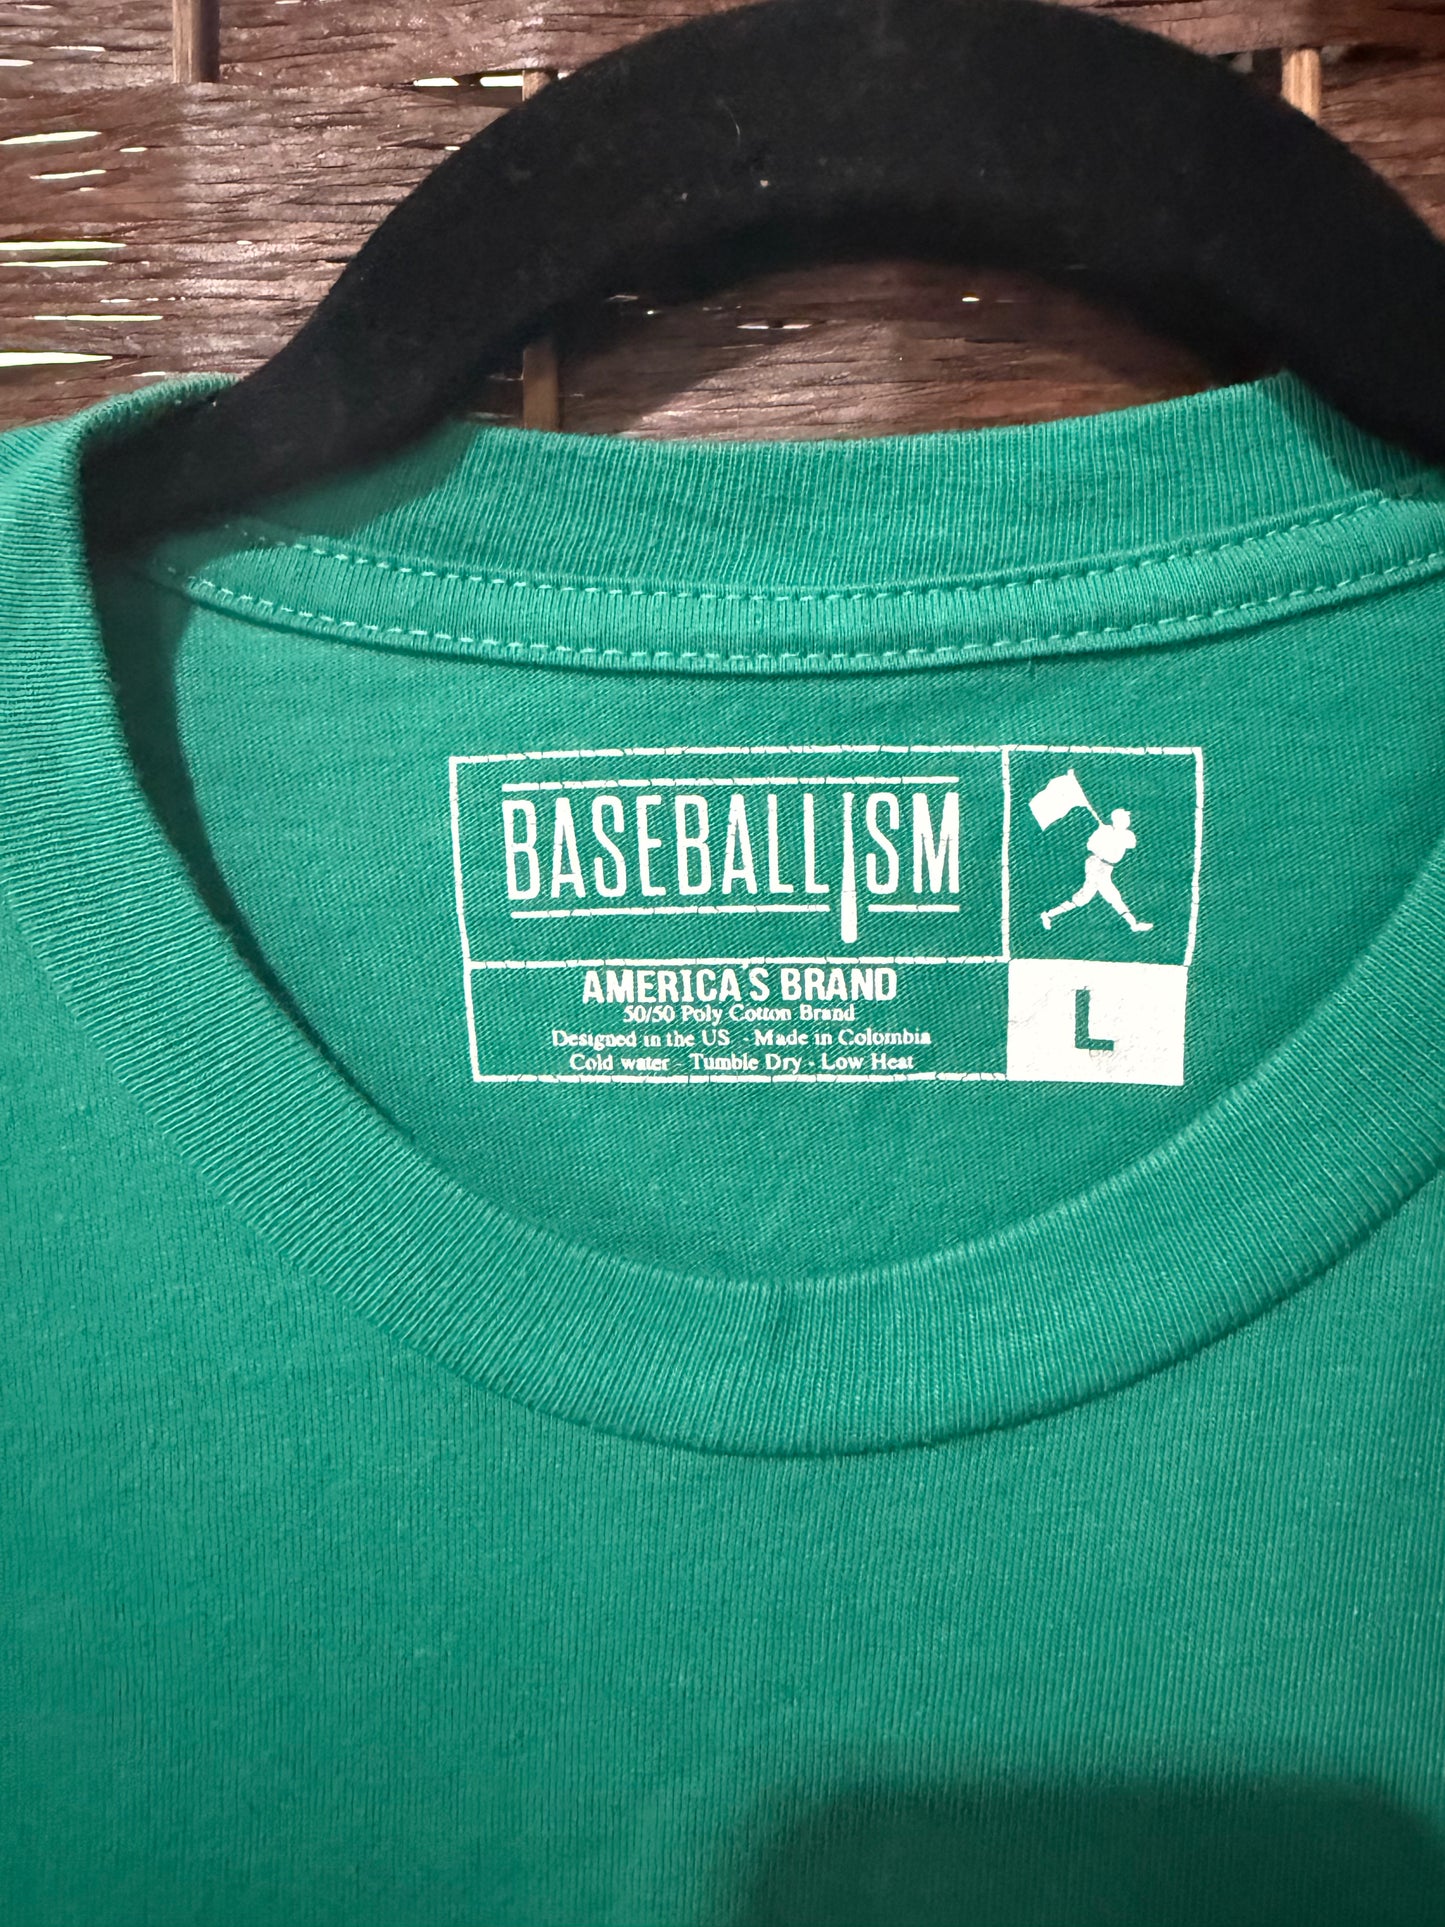 BASEBALLISM
AMERICA'S BRAND
50/50 Poly Cotton Brand
Designed in the US - Made in Colombia
Cold water - Tumble Dry - Low Heat
L